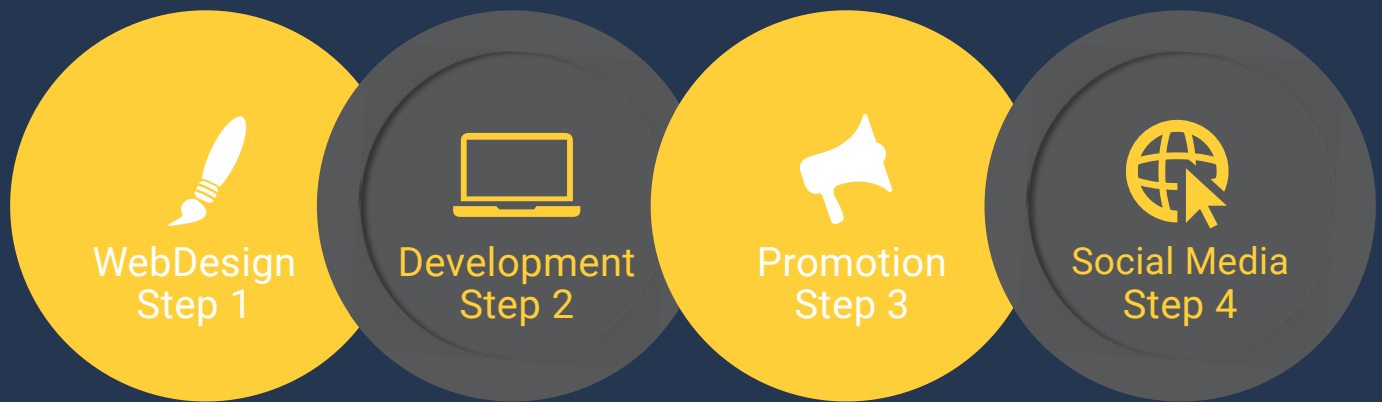 WebDesign
Step 1
Development
Step 2
Promotion
Step 3
Social Media
Step 4